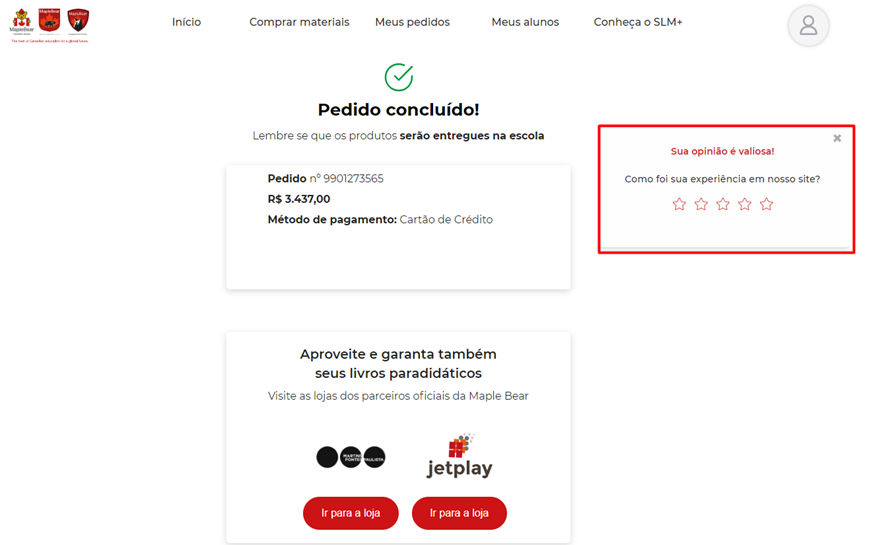 MapleBear
MapleBear
MapleBear
The best of Canadian education for a global future.
Início
Comprar materiais
Meus pedidos
Meus alunos
Conheça o SLM+
Pedido concluído!
Lembre se que os produtos serão entregues na escola
Pedido nº 9901273565
R$ 3.437,00
Método de pagamento: Cartão de Crédito
Sua opinião é valiosa!
Como foi sua experiência em nosso site?
Aproveite e garanta também
seus livros paradidáticos
Visite as lojas dos parceiros oficiais da Maple Bear
MARTINS
FONTES PAULISTA
jetplay
Ir para a loja
Ir para a loja